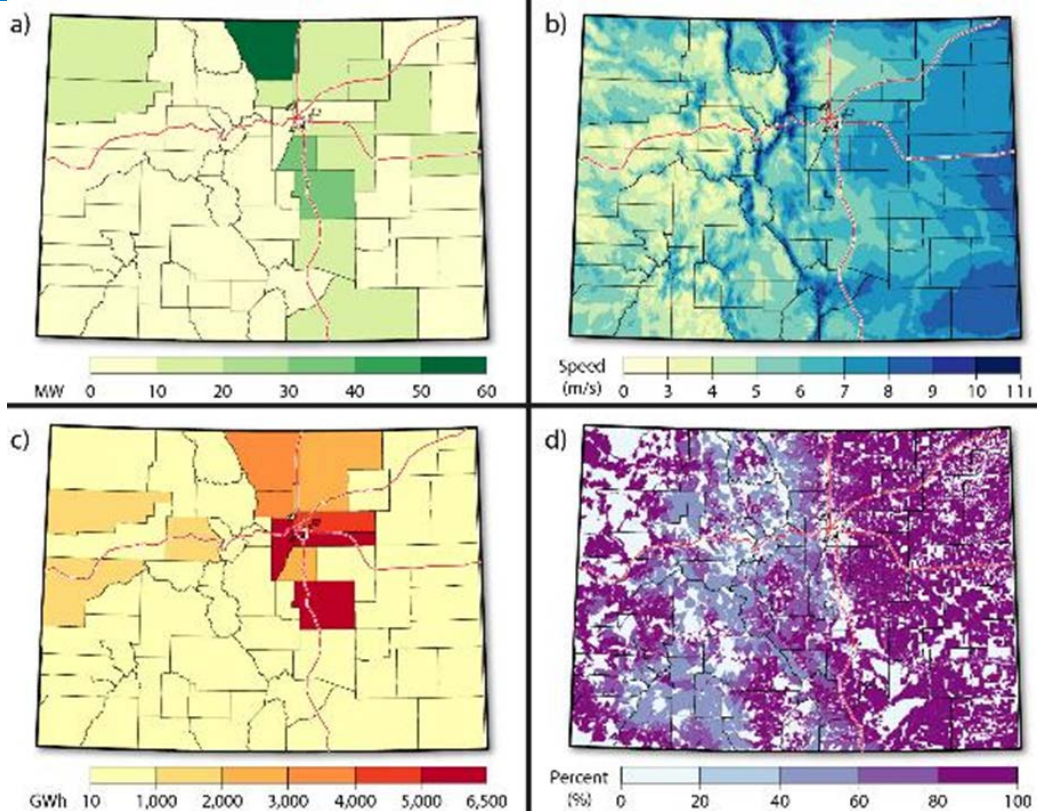 a)
MW 0 10 20 30 40 50 60
b)
Speed (m/s) 0 3 4 5 6 7 8 9 10 11
c)
GWh 10 1,000 2,000 3,000 4,000 5,000 6,500
d)
Percent (%) 0 20 40 60 80 100